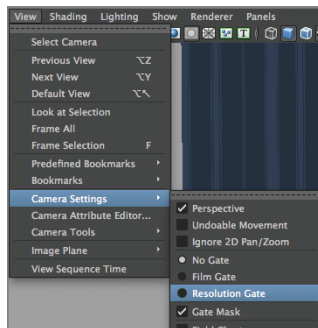 View Shading Lighting Show Renderer Panels
Select Camera
Previous View ⌥Z
Next View ⌥Y
Default View ⌥↖
Look at Selection
Frame All
Frame Selection F
Predefined Bookmarks
Bookmarks
Camera Settings
Camera Attribute Editor...
Camera Tools
Image Plane
View Sequence Time
Perspective
Undoable Movement
Ignore 2D Pan/Zoom
No Gate
Film Gate
Resolution Gate
Gate Mask